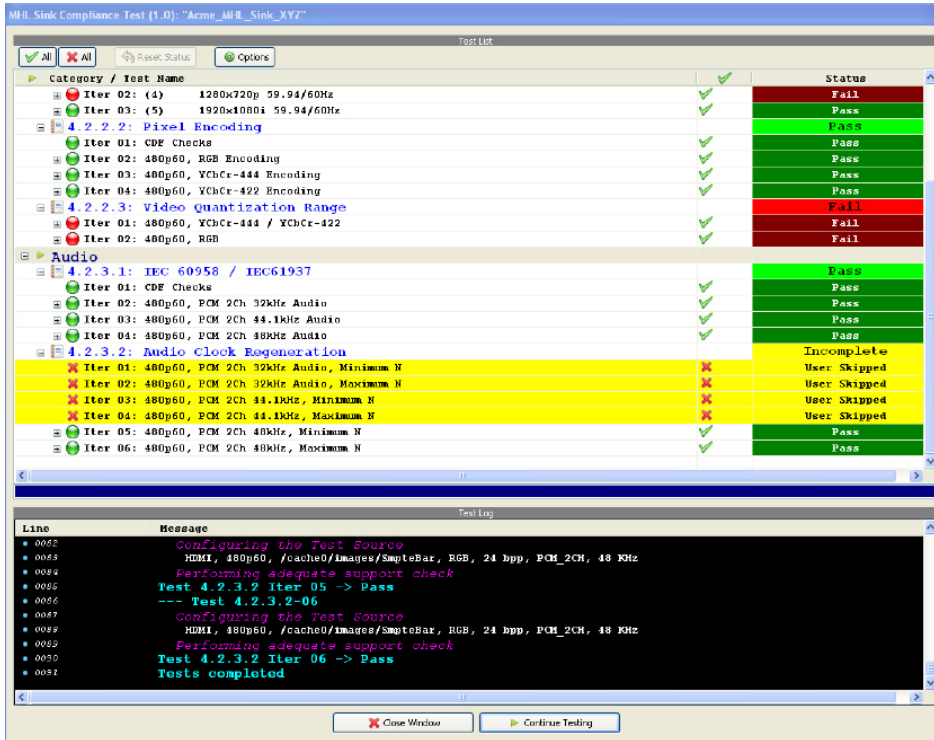 MHL Sink Compliance Test (1.0): "Acme_MHL_Sink_XYZ"
Test List
All All Reset Status Options
Category / Test Name Status
Iter 02: (4) 1280x720p 59.94/60Hz Fail
Iter 03: (5) 1920x1080i 59.94/60Hz Pass
4.2.2.2: Pixel Encoding Pass
Iter 01: CDF Checks Pass
Iter 02: 480p60, RGB Encoding Pass
Iter 03: 480p60, YCbCr-444 Encoding Pass
Iter 04: 480p60, YCbCr-422 Encoding Pass
4.2.2.3: Video Quantization Range Fail
Iter 01: 480p60, YCbCr-444 / YCbCr-422 Fail
Iter 02: 480p60, RGB Fail
Audio
4.2.3.1: IEC 60958 / IEC61937 Pass
Iter 01: CDF Checks Pass
Iter 02: 480p60, PCM 2Ch 32kHz Audio Pass
Iter 03: 480p60, PCM 2Ch 44.1kHz Audio Pass
Iter 04: 480p60, PCM 2Ch 48kHz Audio Pass
4.2.3.2: Audio Clock Regeneration Incomplete
Iter 01: 480p60, PCM 2Ch 32kHz Audio, Minimum N User Skipped
Iter 02: 480p60, PCM 2Ch 32kHz Audio, Maximum N User Skipped
Iter 03: 480p60, PCM 2Ch 44.1kHz, Minimum N User Skipped
Iter 04: 480p60, PCM 2Ch 44.1kHz, Maximum N User Skipped
Iter 05: 480p60, PCM 2Ch 48kHz, Minimum N Pass
Iter 06: 480p60, PCM 2Ch 48kHz, Maximum N Pass
Test Log
Line Message
0082 Configuring the Test Source
0083 HDMI, 480p60, /cache0/images/SmpteBar, RGB, 24 bpp, PCM_2CH, 48 KHz
0084 Performing adequate support check
0085 Test 4.2.3.2 Iter 05 -> Pass
0086 --- Test 4.2.3.2-06
0087 Configuring the Test Source
0088 HDMI, 480p60, /cache0/images/SmpteBar, RGB, 24 bpp, PCM_2CH, 48 KHz
0089 Performing adequate support check
0090 Test 4.2.3.2 Iter 06 -> Pass
0091 Tests completed
Close Window Continue Testing